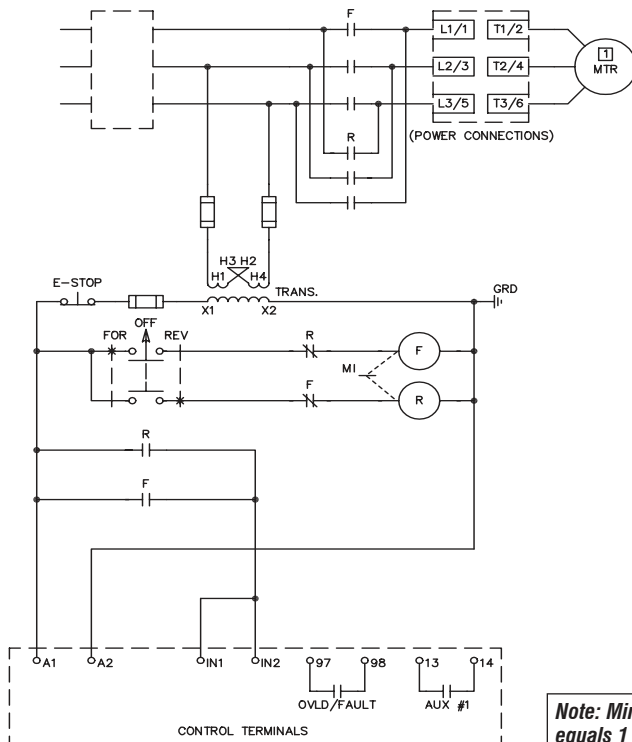 F
L1/1 T1/2
1
MTR
L2/3 T2/4
L3/5 T3/6
(POWER CONNECTIONS)
R
H3 H2
H1 H4
E-STOP
TRANS.
X1 X2
GRD
OFF
FOR REV
R
F
MI
F
R
R
F
A1 A2 IN1 IN2 97 98 13 14
OVLD/FAULT AUX #1
CONTROL TERMINALS
Note: Min
equals 1